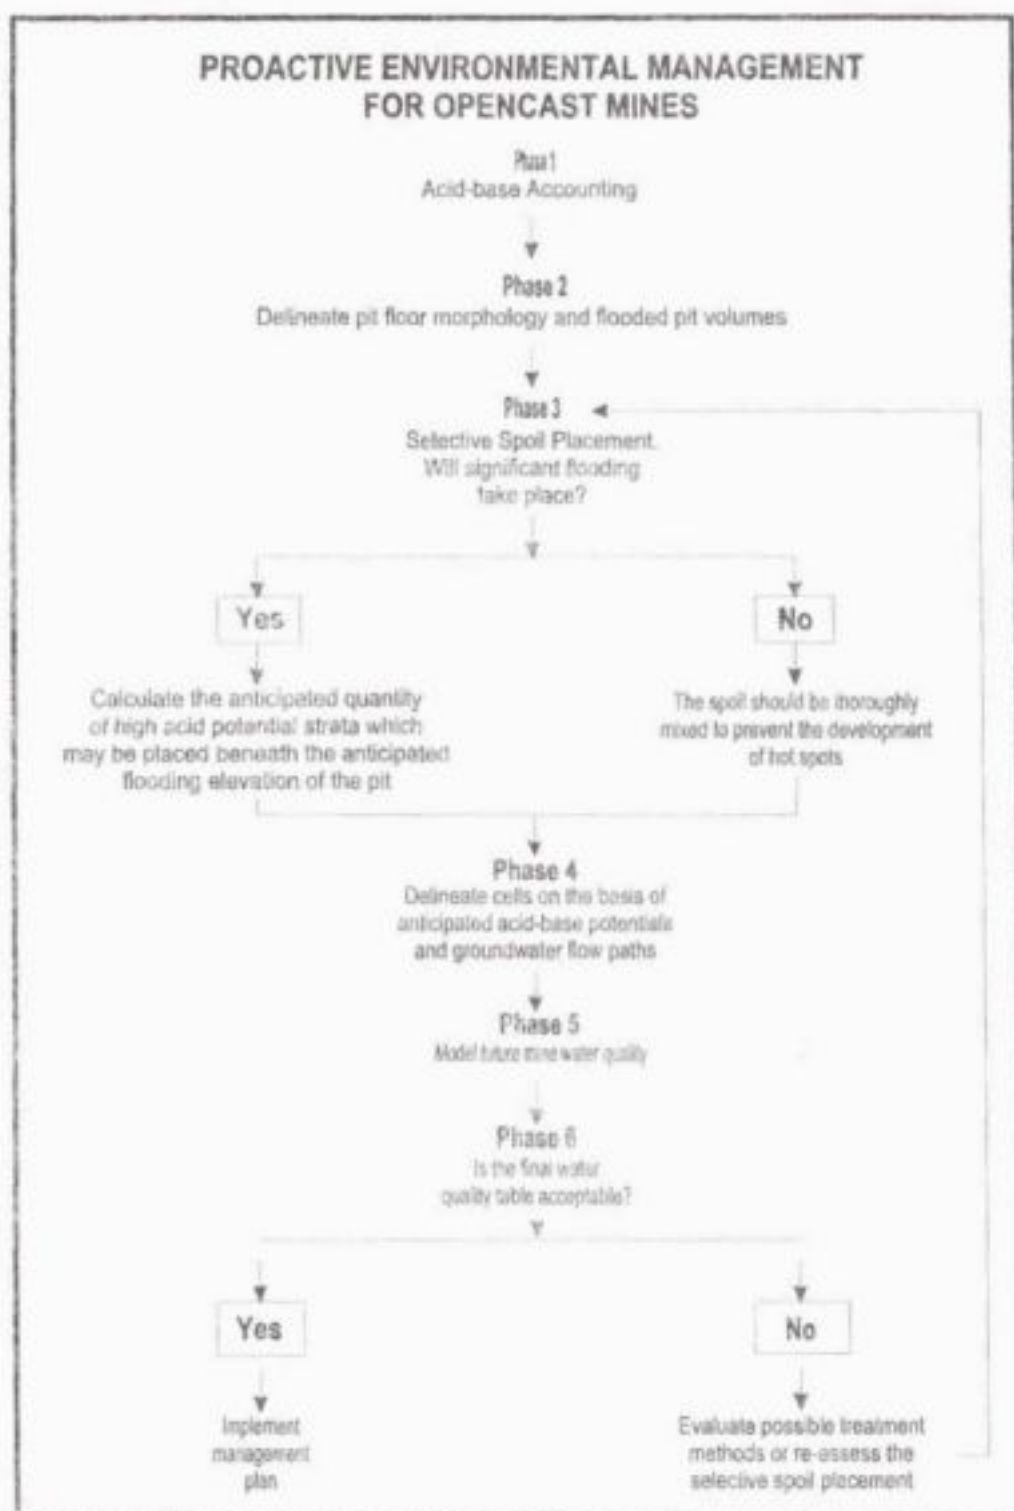 PROACTIVE ENVIRONMENTAL MANAGEMENT
FOR OPENCAST MINES
Phase 1
Acid-base Accounting
Phase 2
Delineate pit floor morphology and flooded pit volumes
Phase 3
Selective Spoil Placement.
Will significant flooding
take place?
Yes
No
Calculate the anticipated quantity
of high acid potential strata which
may be placed beneath the anticipated
flooding elevation of the pit
The spoil should be thoroughly
mixed to prevent the development
of hot spots
Phase 4
Delineate cells on the basis of
anticipated acid-base potentials
and groundwater flow paths
Phase 5
Model future mine water quality
Phase 6
Is the final water
quality table acceptable?
Yes
No
Implement
management
plan
Evaluate possible treatment
methods or re-assess the
selective spoil placement